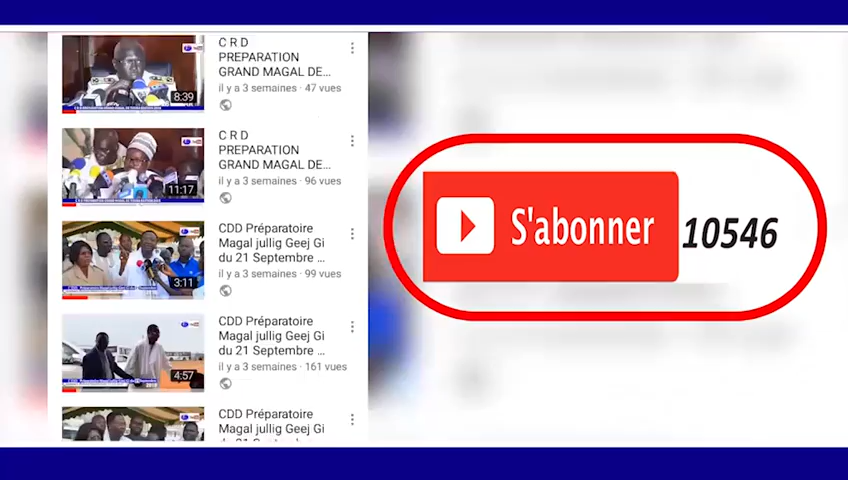 C R D
PREPARATION
GRAND MAGAL DE...
il y a 3 semaines · 47 vues
8:39
C R D
PREPARATION
GRAND MAGAL DE...
il y a 3 semaines · 96 vues
11:17
CDD Préparatoire
Magal jullig Geej Gi
du 21 Septembre ...
il y a 3 semaines · 99 vues
3:11
CDD Préparatoire
Magal jullig Geej Gi
du 21 Septembre ...
il y a 3 semaines · 161 vues
4:57
CDD Préparatoire
Magal jullig Geej Gi
du 21 Septembre
S'abonner
10546